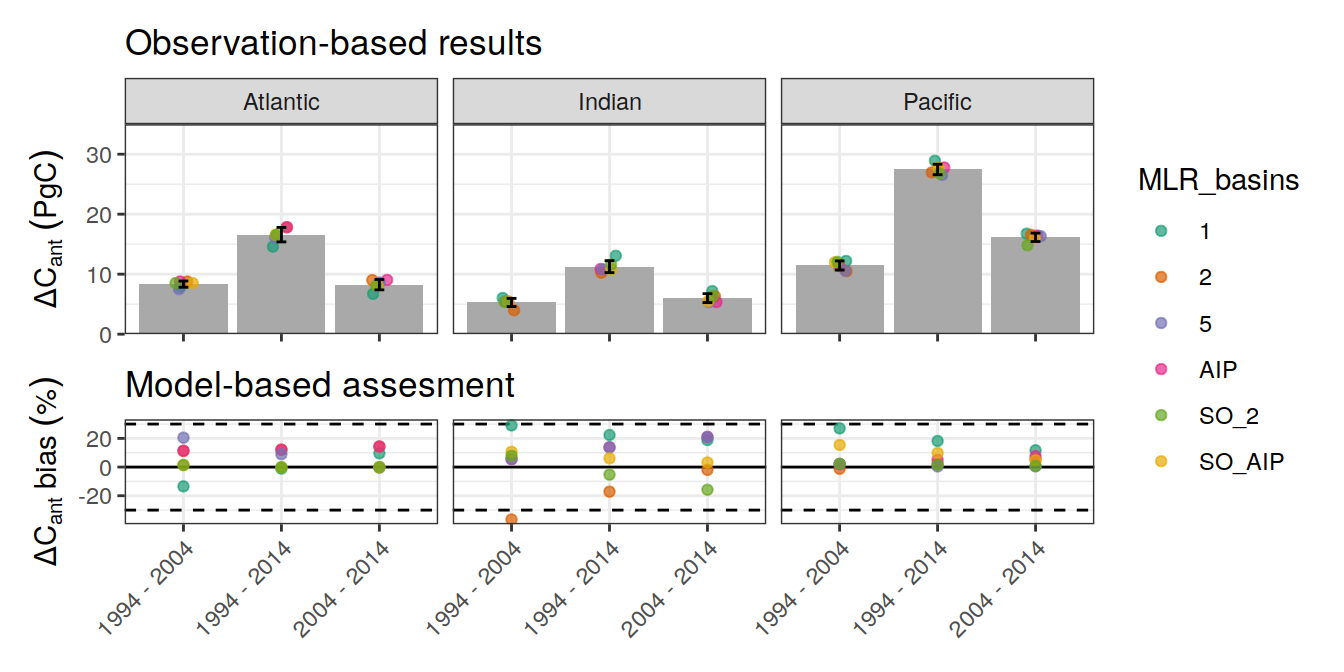 Observation-based results
Atlantic Indian Pacific
ΔCant (PgC)
30
20
10
0
Model-based assesment
ΔCant bias (%)
20
0
-20
1994 - 2004 1994 - 2014 2004 - 2014 1994 - 2004 1994 - 2014 2004 - 2014 1994 - 2004 1994 - 2014 2004 - 2014
MLR_basins
1
2
5
AIP
SO_2
SO_AIP